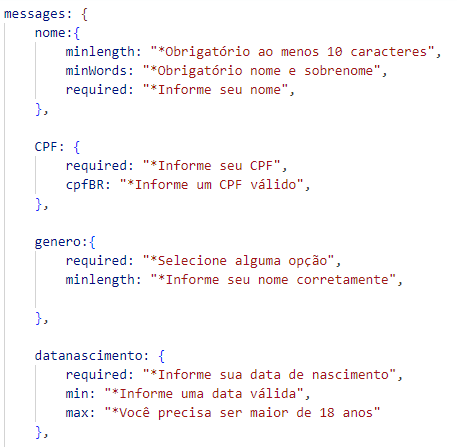 messages: {
nome:{
minlength: "*Obrigatório ao menos 10 caracteres",
minWords: "*Obrigatório nome e sobrenome",
required: "*Informe seu nome",
},
CPF: {
required: "*Informe seu CPF",
cpfBR: "*Informe um CPF válido",
},
genero:{
required: "*Selecione alguma opção",
minlength: "*Informe seu nome corretamente",
},
datanascimento: {
required: "*Informe sua data de nascimento",
min: "*Informe uma data válida",
max: "*Você precisa ser maior de 18 anos"
},